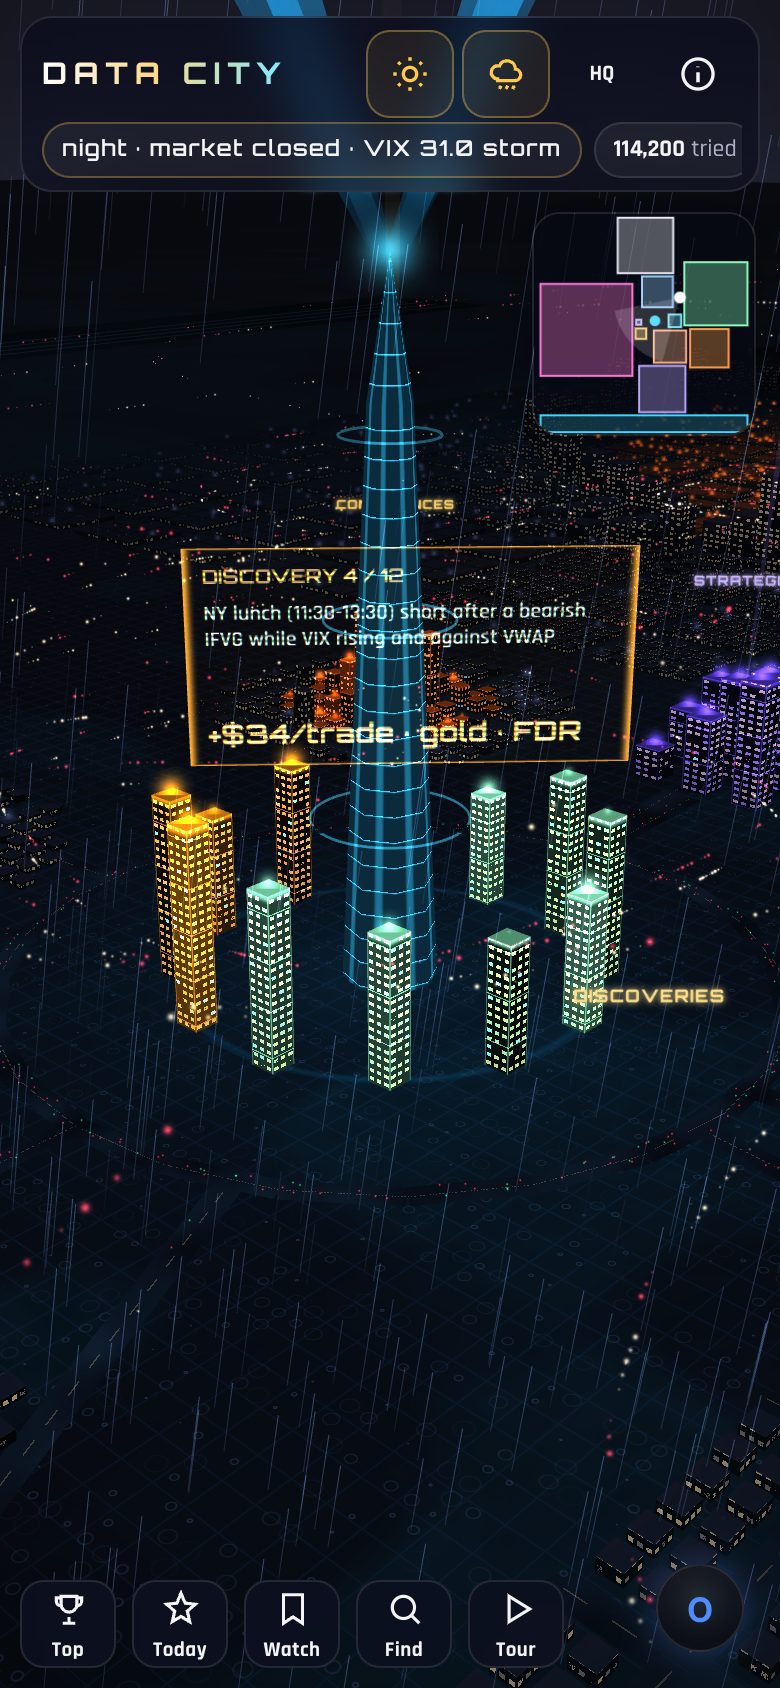 DATA CITY
HQ
night · market closed · VIX 31.0 storm
114,200 tried
DISCOVERY 4 / 12
NY lunch (11:30-13:30) short after a bearish
IFVG while VIX rising and against VWAP
+$34/trade · gold · FDR
DISCOVERIES
Top
Today
Watch
Find
Tour
O